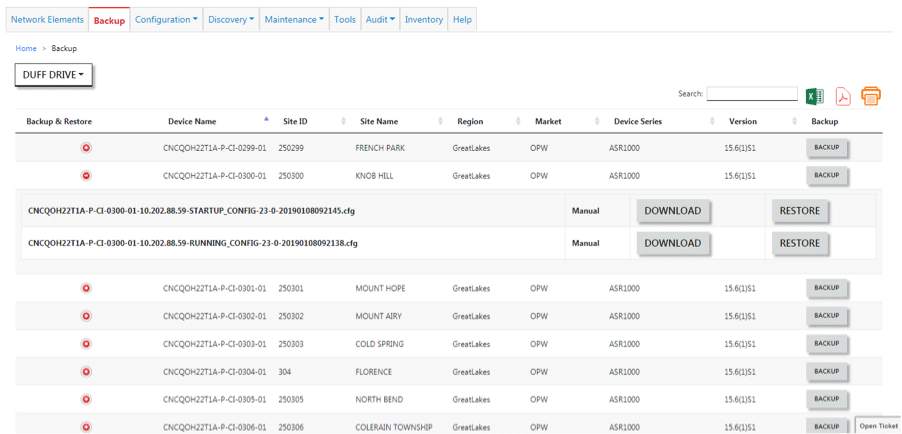 Network Elements Backup Configuration Discovery Maintenance Tools Audit Inventory Help
Home > Backup
DUFF DRIVE
Search:
Backup & Restore Device Name Site ID Site Name Region Market Device Series Version Backup
CNCQOH22T1A-P-CI-0299-01 250299 FRENCH PARK GreatLakes OPW ASR1000 15.6(1)S1 BACKUP
CNCQOH22T1A-P-CI-0300-01 250300 KNOB HILL GreatLakes OPW ASR1000 15.6(1)S1 BACKUP
CNCQOH22T1A-P-CI-0300-01-10.202.88.59-STARTUP_CONFIG-23-0-20190108092145.cfg Manual DOWNLOAD RESTORE
CNCQOH22T1A-P-CI-0300-01-10.202.88.59-RUNNING_CONFIG-23-0-20190108092138.cfg Manual DOWNLOAD RESTORE
CNCQOH22T1A-P-CI-0301-01 250301 MOUNT HOPE GreatLakes OPW ASR1000 15.6(1)S1 BACKUP
CNCQOH22T1A-P-CI-0302-01 250302 MOUNT AIRY GreatLakes OPW ASR1000 15.6(1)S1 BACKUP
CNCQOH22T1A-P-CI-0303-01 250303 COLD SPRING GreatLakes OPW ASR1000 15.6(1)S1 BACKUP
CNCQOH22T1A-P-CI-0304-01 304 FLORENCE GreatLakes OPW ASR1000 15.6(1)S1 BACKUP
CNCQOH22T1A-P-CI-0305-01 250305 NORTH BEND GreatLakes OPW ASR1000 15.6(1)S1 BACKUP
CNCQOH22T1A-P-CI-0306-01 250306 COLERAIN TOWNSHIP GreatLakes OPW ASR1000 15.6(1)S1 BACKUP
Open Ticket